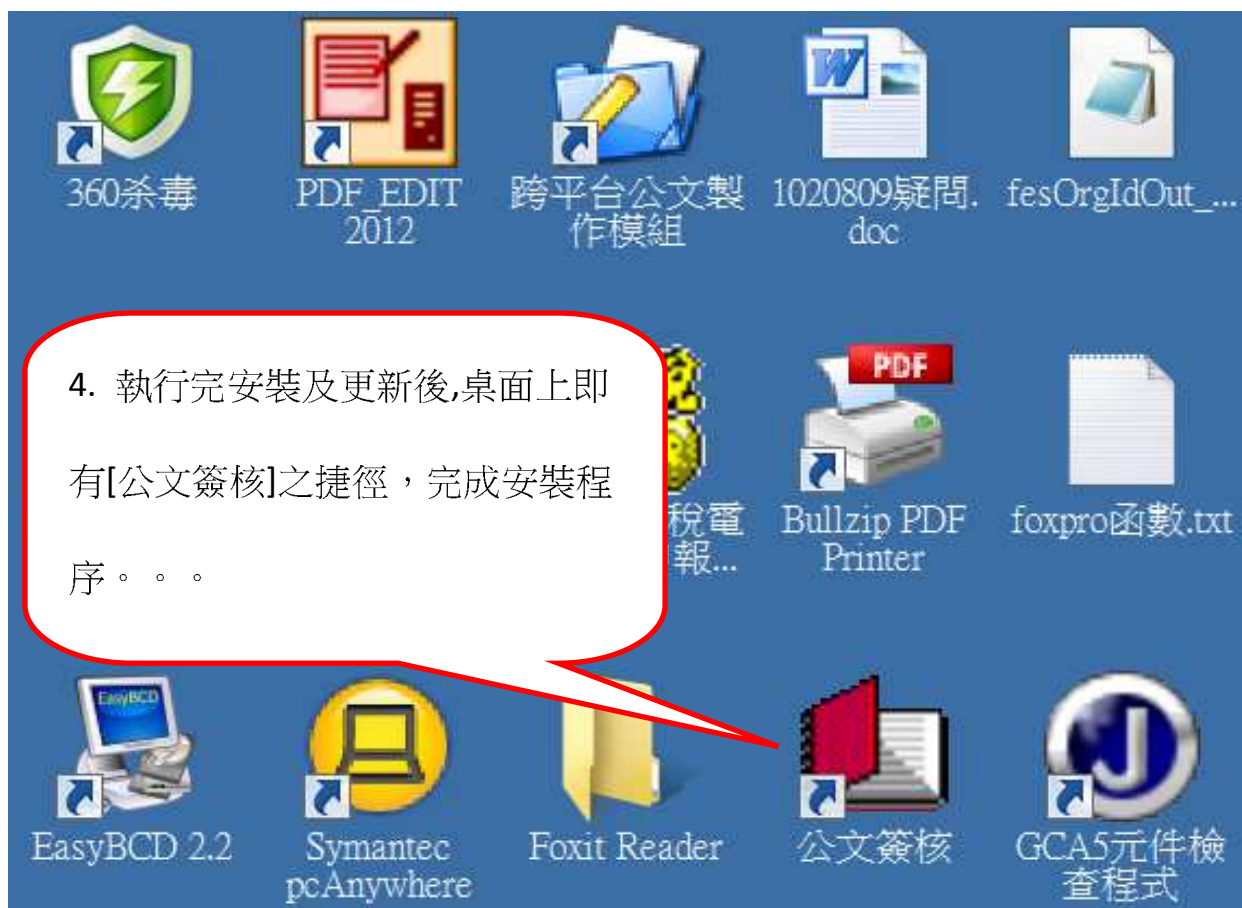 360杀毒
PDF_EDIT
2012
跨平台公文製
作模組
1020809疑問.
doc
fesOrgIdOut_...
4. 執行完安裝及更新後,桌面上即
有[公文簽核]之捷徑，完成安裝程
序。。。
稅電
報...
PDF
Bullzip PDF
Printer
foxpro函數.txt
EasyBCD
EasyBCD 2.2
Symantec
pcAnywhere
Foxit Reader
公文簽核
GCA5元件檢
查程式